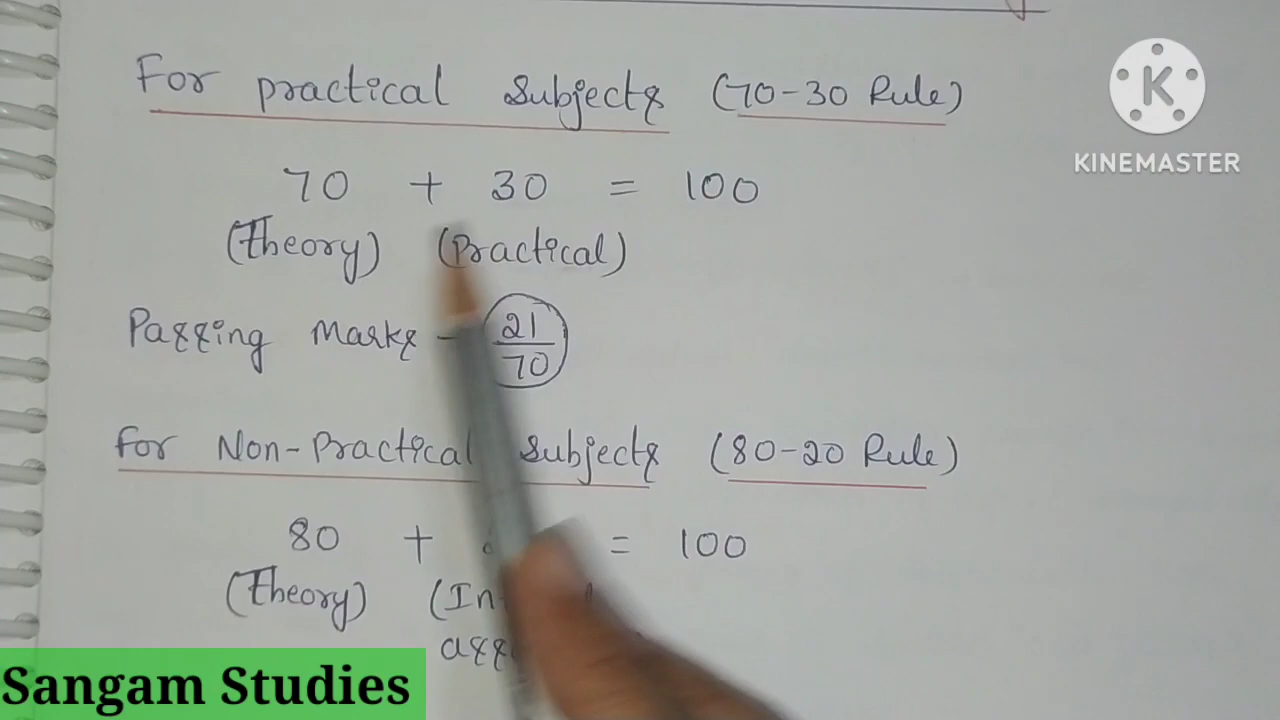 For practical Subjects (70-30 Rule)
K
KINEMASTER
70 + 30 = 100
(Theory) (Practical)
Passing Marks - 21/70
For Non-Practical Subjects (80-20 Rule)
80 + = 100
(Theory)
Sangam Studies